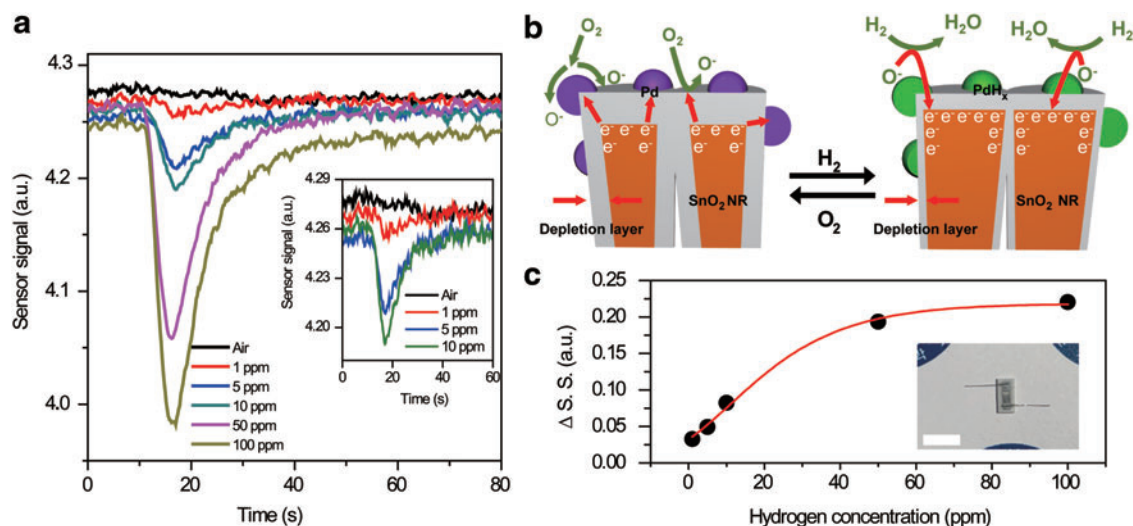 a
4.3
4.2
4.1
4.0
Sensor signal (a.u.)
0 20 40 60 80
Time (s)
Air
1 ppm
5 ppm
10 ppm
50 ppm
100 ppm
4.29
4.26
4.23
4.20
Sensor signal (a.u.)
0 20 40 60
Time (s)
Air
1 ppm
5 ppm
10 ppm
b
O₂ O₂
O⁻ O⁻
O⁻
Pd
e⁻ e⁻ e⁻ e⁻
e⁻ e⁻
SnO₂ NR
Depletion layer
H₂
O₂
H₂ H₂O H₂O H₂
O⁻ O⁻
PdHₓ
e⁻ e⁻ e⁻ e⁻ e⁻ e⁻ e⁻ e⁻
e⁻ e⁻ e⁻ e⁻
e⁻ e⁻ e⁻
SnO₂ NR
Depletion layer
c
0.25
0.20
0.15
0.10
0.05
0.00
Δ S. S. (a.u.)
0 20 40 60 80 100
Hydrogen concentration (ppm)